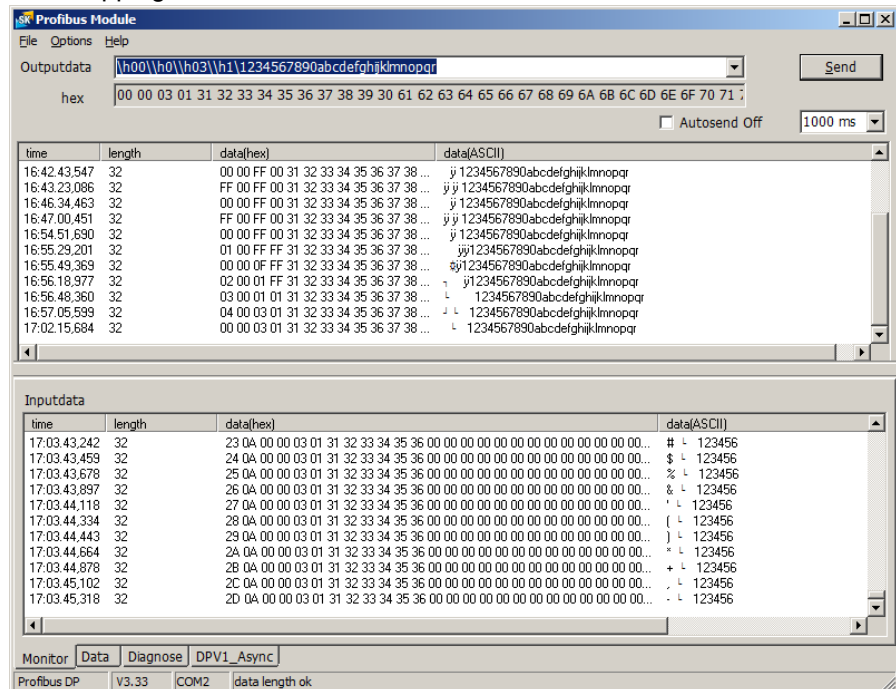 Profibus Module
File Options Help
Outputdata \h00\\h0\\h03\\h1\1234567890abcdefghijklmnopqr Send
hex 00 00 03 01 31 32 33 34 35 36 37 38 39 30 61 62 63 64 65 66 67 68 69 6A 6B 6C 6D 6E 6F 70 71
Autosend Off 1000 ms
time length data(hex) data(ASCII)
16:42.43,547 32 00 00 FF 00 31 32 33 34 35 36 37 38 ... ÿ 1234567890abcdefghijklmnopqr
16:43.23,086 32 FF 00 FF 00 31 32 33 34 35 36 37 38 ... ÿ ÿ 1234567890abcdefghijklmnopqr
16:46.34,463 32 00 00 FF 00 31 32 33 34 35 36 37 38 ... ÿ 1234567890abcdefghijklmnopqr
16:47.00,451 32 FF 00 FF 00 31 32 33 34 35 36 37 38 ... ÿ ÿ 1234567890abcdefghijklmnopqr
16:54.51,690 32 00 00 FF 00 31 32 33 34 35 36 37 38 ... ÿ 1234567890abcdefghijklmnopqr
16:55.29,201 32 01 00 FF FF 31 32 33 34 35 36 37 38 ... ÿÿ1234567890abcdefghijklmnopqr
16:55.49,369 32 00 00 0F FF 31 32 33 34 35 36 37 38 ... ¤ÿ1234567890abcdefghijklmnopqr
16:56.18,977 32 02 00 01 FF 31 32 33 34 35 36 37 38 ... ┐ ÿ1234567890abcdefghijklmnopqr
16:56.48,360 32 03 00 01 01 31 32 33 34 35 36 37 38 ... └ 1234567890abcdefghijklmnopqr
16:57.05,599 32 04 00 03 01 31 32 33 34 35 36 37 38 ... ┘ └ 1234567890abcdefghijklmnopqr
17:02.15,684 32 00 00 03 01 31 32 33 34 35 36 37 38 ... └ 1234567890abcdefghijklmnopqr
Inputdata
time length data(hex) data(ASCII)
17:03.43,242 32 23 0A 00 00 03 01 31 32 33 34 35 36 00 00 00 00 00 00 00 00 00 00 00 00... # └ 123456
17:03.43,459 32 24 0A 00 00 03 01 31 32 33 34 35 36 00 00 00 00 00 00 00 00 00 00 00 00... $ └ 123456
17:03.43,678 32 25 0A 00 00 03 01 31 32 33 34 35 36 00 00 00 00 00 00 00 00 00 00 00 00... % └ 123456
17:03.43,897 32 26 0A 00 00 03 01 31 32 33 34 35 36 00 00 00 00 00 00 00 00 00 00 00 00... & └ 123456
17:03.44,118 32 27 0A 00 00 03 01 31 32 33 34 35 36 00 00 00 00 00 00 00 00 00 00 00 00... ' └ 123456
17:03.44,334 32 28 0A 00 00 03 01 31 32 33 34 35 36 00 00 00 00 00 00 00 00 00 00 00 00... ( └ 123456
17:03.44,443 32 29 0A 00 00 03 01 31 32 33 34 35 36 00 00 00 00 00 00 00 00 00 00 00 00... ) └ 123456
17:03.44,664 32 2A 0A 00 00 03 01 31 32 33 34 35 36 00 00 00 00 00 00 00 00 00 00 00 00... * └ 123456
17:03.44,878 32 2B 0A 00 00 03 01 31 32 33 34 35 36 00 00 00 00 00 00 00 00 00 00 00 00... + └ 123456
17:03.45,102 32 2C 0A 00 00 03 01 31 32 33 34 35 36 00 00 00 00 00 00 00 00 00 00 00 00... , └ 123456
17:03.45,318 32 2D 0A 00 00 03 01 31 32 33 34 35 36 00 00 00 00 00 00 00 00 00 00 00 00... - └ 123456
Monitor Data Diagnose DPV1_Async
Profibus DP V3.33 COM2 data length ok